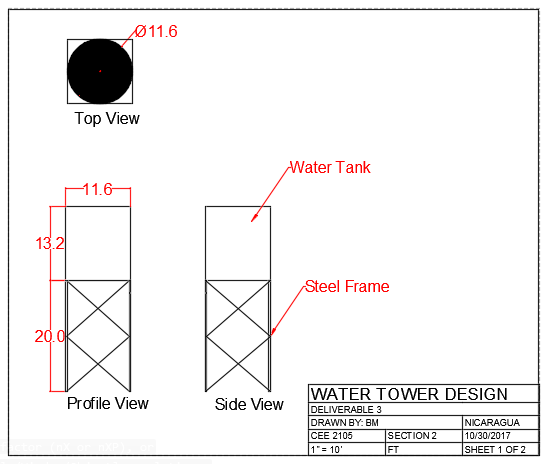 Ø11.6
Top View
11.6
Water Tank
13.2
Steel Frame
20.0
Profile View
Side View
WATER TOWER DESIGN
DELIVERABLE 3
DRAWN BY: BM NICARAGUA
CEE 2105 SECTION 2 10/30/2017
1" = 10' FT SHEET 1 OF 2